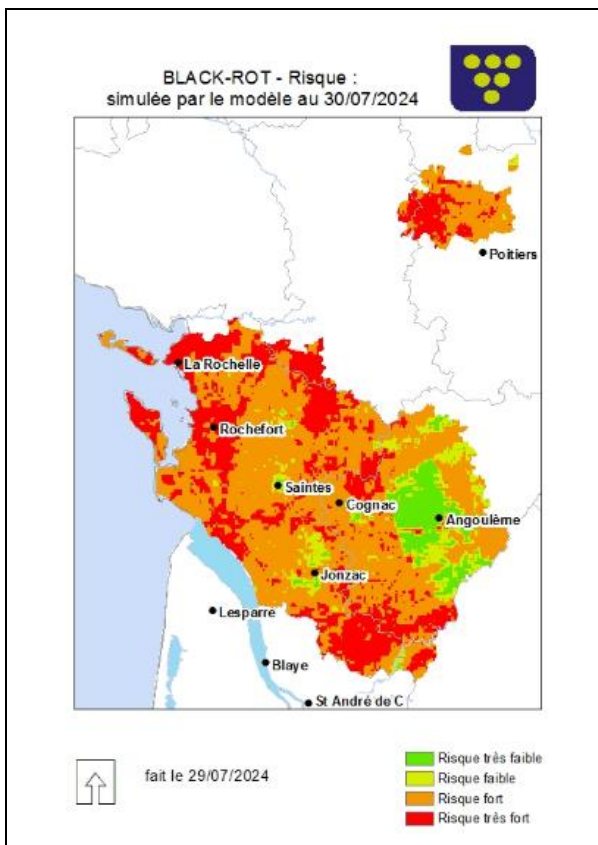 BLACK-ROT - Risque :
simulée par le modèle au 30/07/2024
Poitiers
La Rochelle
Rochefort
Saintes
Cognac
Angoulême
Jonzac
Lesparre
Blaye
St André de C
fait le 29/07/2024
Risque très faible
Risque faible
Risque fort
Risque très fort